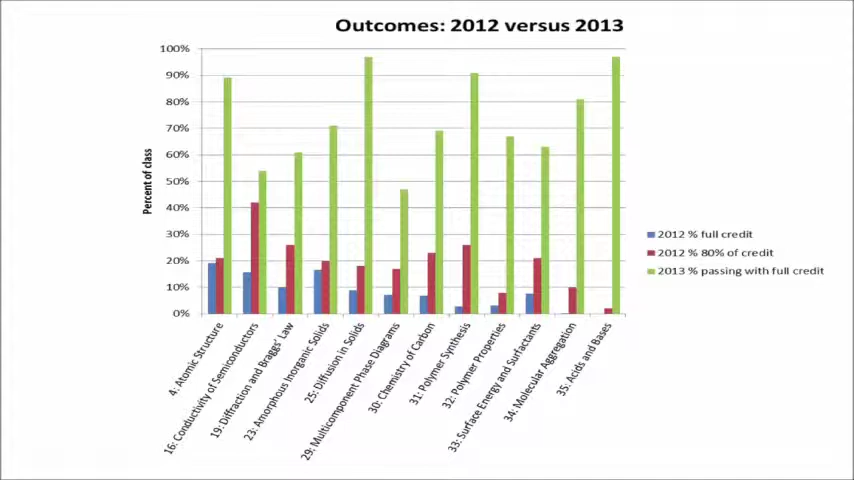 Outcomes: 2012 versus 2013
Percent of class
100%
90%
80%
70%
60%
50%
40%
30%
20%
10%
0%
4: Atomic Structure
16: Conductivity of Semiconductors
19: Diffraction and Braggs' Law
23: Amorphous Inorganic Solids
25: Diffusion in Solids
29: Multicomponent Phase Diagrams
30: Chemistry of Carbon
31: Polymer Synthesis
32: Polymer Properties
33: Surface Energy and Surfactants
34: Molecular Aggregation
35: Acids and Bases
2012 % full credit
2012 % 80% of credit
2013 % passing with full credit